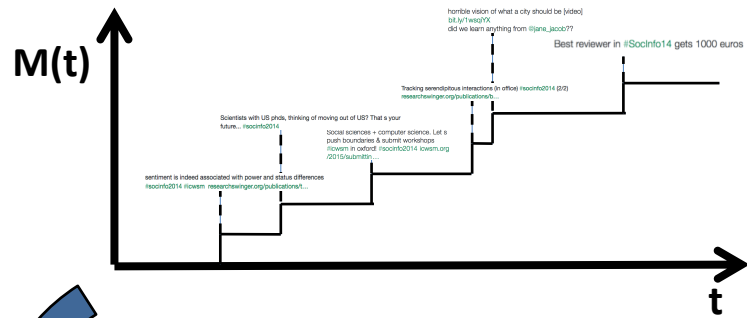 horrible vision of what a city should be [video]
bit.ly/1wsqiYX
did we learn anything from @jane_jacob??
Best reviewer in #SocInfo14 gets 1000 euros
M(t)
Tracking serendipitous interactions (in office) #socinfo2014 (2/2)
researchswinger.org/publications/b...
Scientists with US phds, thinking of moving out of US? That s your
future... #socinfo2014
Social sciences + computer science. Let s
push boundaries & submit workshops
#icwsm in oxford! #socinfo2014 icwsm.org
/2015/submittin....
sentiment is indeed associated with power and status differences
#socinfo2014 #icwsm researchswinger.org/publications/t...
t